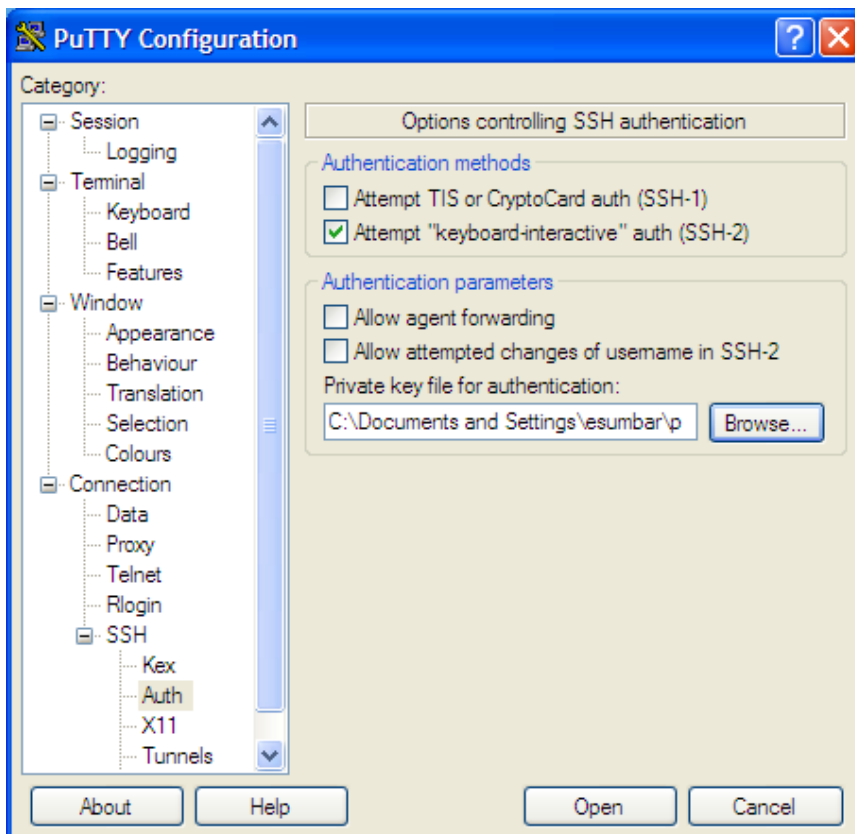 PuTTY Configuration
Category:
Session
Logging
Terminal
Keyboard
Bell
Features
Window
Appearance
Behaviour
Translation
Selection
Colours
Connection
Data
Proxy
Telnet
Rlogin
SSH
Kex
Auth
X11
Tunnels
Options controlling SSH authentication
Authentication methods
Attempt TIS or CryptoCard auth (SSH-1)
Attempt "keyboard-interactive" auth (SSH-2)
Authentication parameters
Allow agent forwarding
Allow attempted changes of username in SSH-2
Private key file for authentication:
C:\Documents and Settings\esumbar\p Browse...
About Help Open Cancel